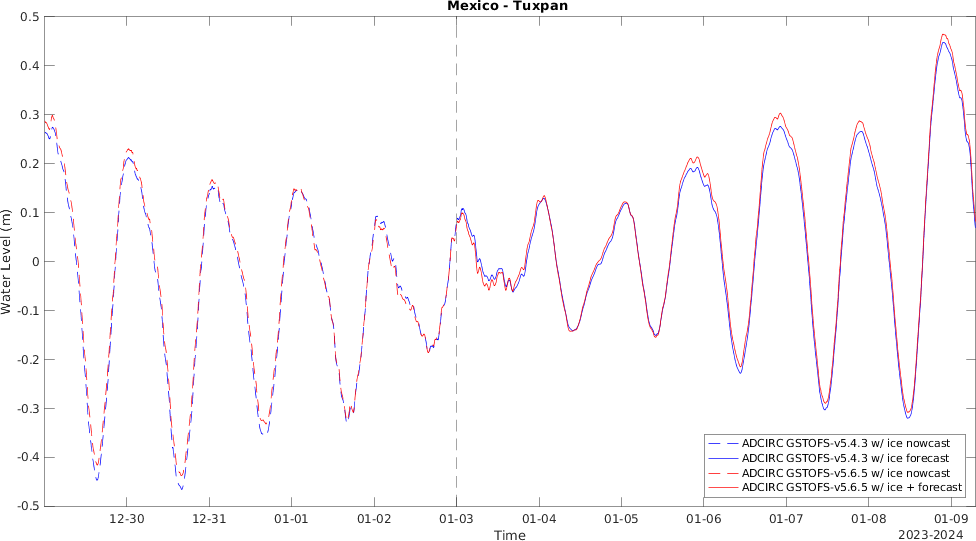 Mexico - Tuxpan
0.5
0.4
0.3
0.2
0.1
0
-0.1
-0.2
-0.3
-0.4
-0.5
Water Level (m)
ADCIRC GSTOFS-v5.4.3 w/ ice nowcast
ADCIRC GSTOFS-v5.4.3 w/ ice forecast
ADCIRC GSTOFS-v5.6.5 w/ ice nowcast
ADCIRC GSTOFS-v5.6.5 w/ ice + forecast
12-30 12-31 01-01 01-02 01-03 01-04 01-05 01-06 01-07 01-08 01-09
Time
2023-2024